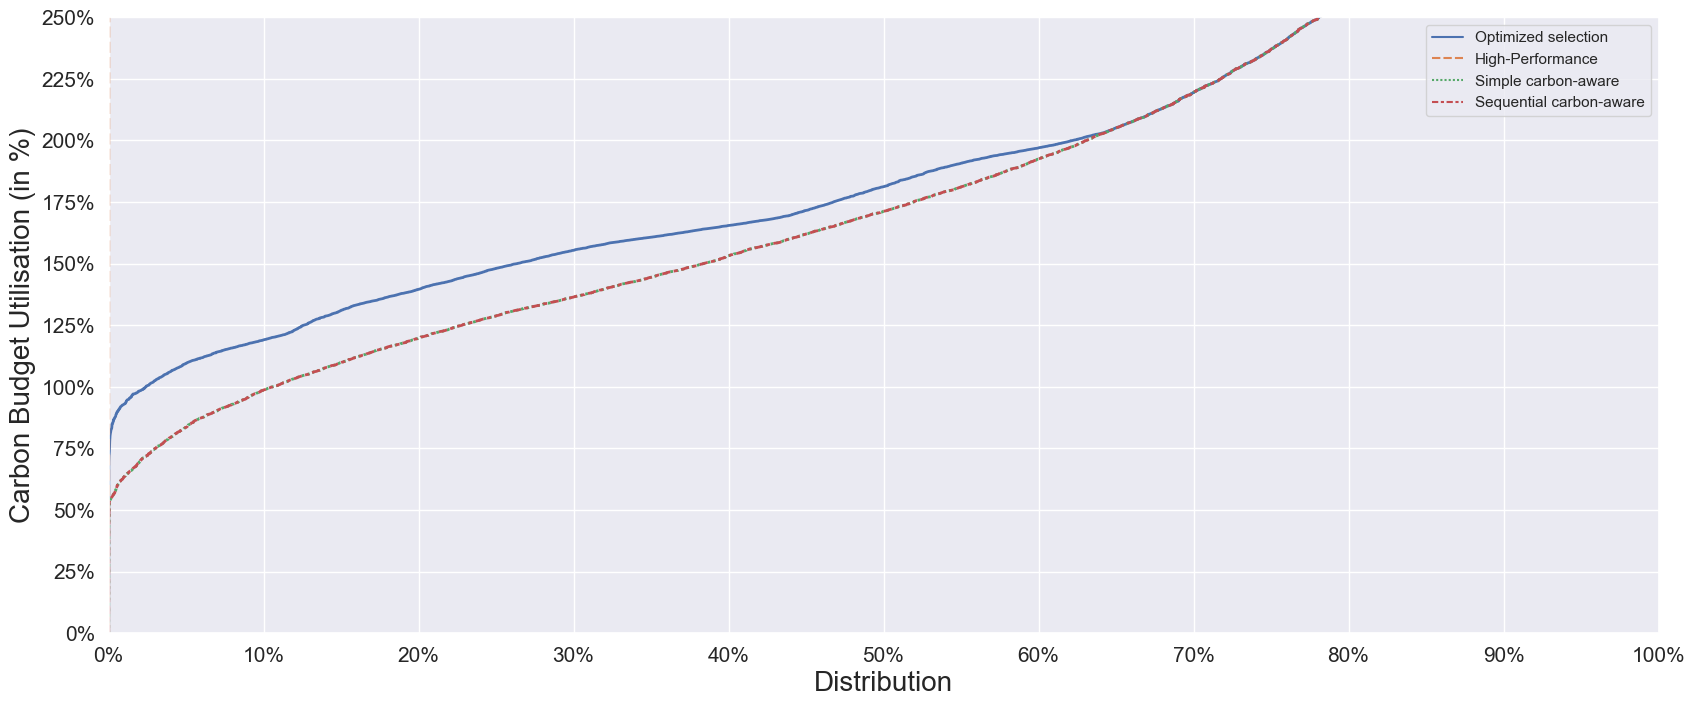 250%
225%
200%
175%
150%
125%
100%
75%
50%
25%
0%
Carbon Budget Utilisation (in %)
Optimized selection
High-Performance
Simple carbon-aware
Sequential carbon-aware
0% 10% 20% 30% 40% 50% 60% 70% 80% 90% 100%
Distribution